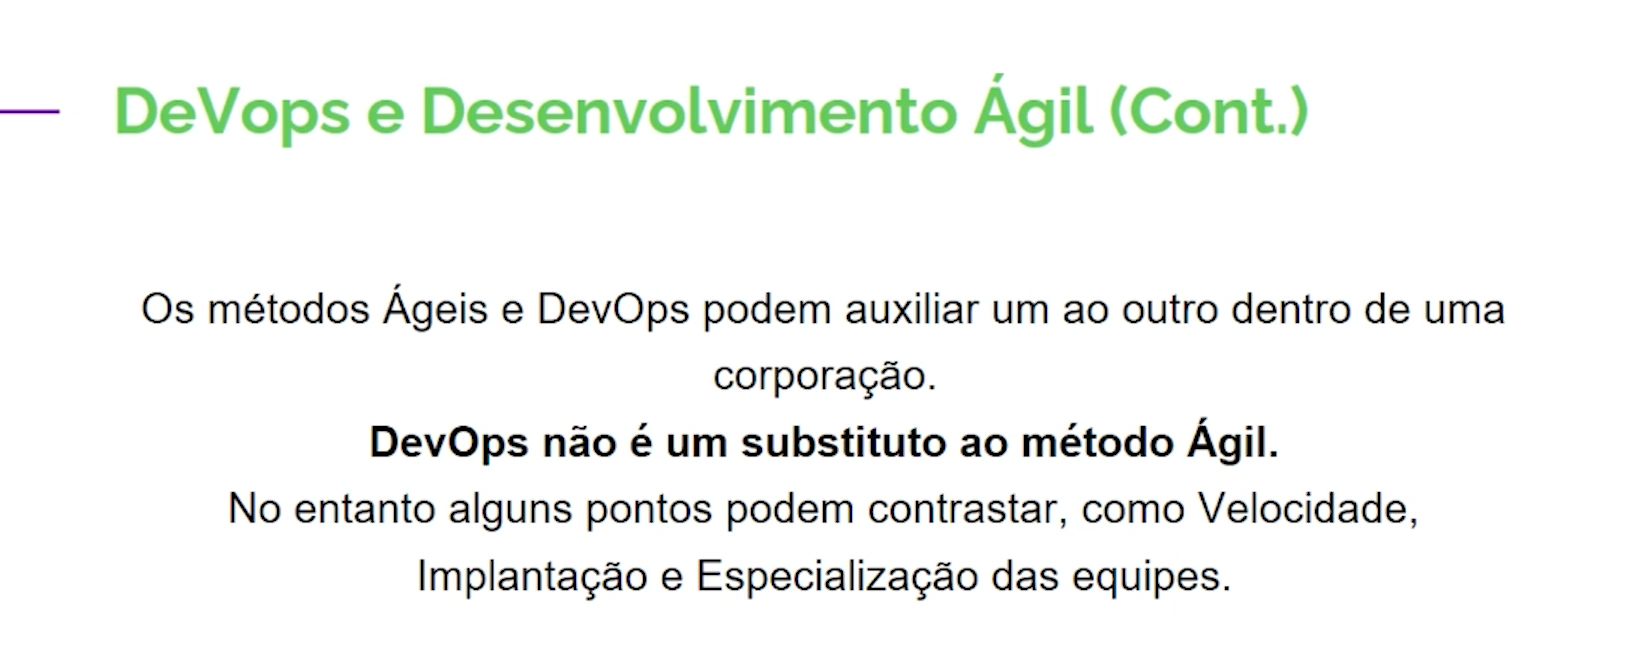 DeVops e Desenvolvimento Ágil (Cont.)
Os métodos Ágeis e DevOps podem auxiliar um ao outro dentro de uma
corporação.
DevOps não é um substituto ao método Ágil.
No entanto alguns pontos podem contrastar, como Velocidade,
Implantação e Especialização das equipes.